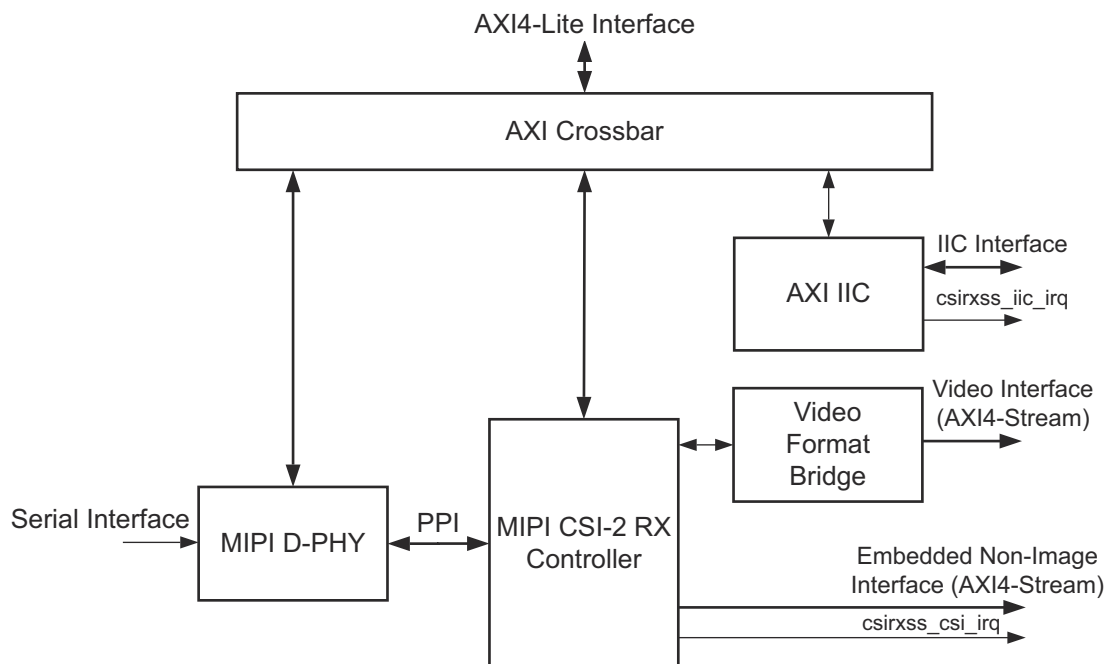 AXI4-Lite Interface
AXI Crossbar
IIC Interface
AXI IIC
csirxss_iic_irq
Video Interface
(AXI4-Stream)
Video
Format
Bridge
Serial Interface
MIPI D-PHY
PPI
MIPI CSI-2 RX
Controller
Embedded Non-Image
Interface (AXI4-Stream)
csirxss_csi_irq